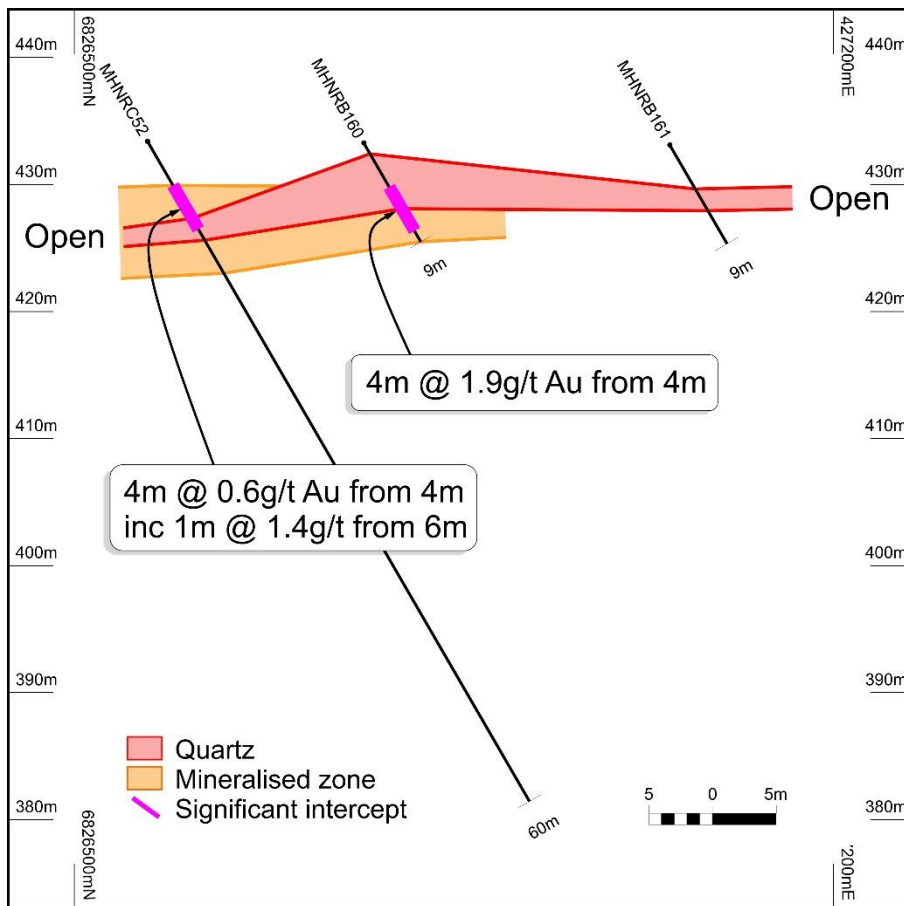 6826500mN
427200mE
440m
440m
MHNRC52
MHNRB160
MHNRB161
430m
430m
Open
Open
9m
9m
420m
420m
4m @ 1.9g/t Au from 4m
410m
410m
4m @ 0.6g/t Au from 4m
inc 1m @ 1.4g/t from 6m
400m
400m
390m
390m
Quartz
Mineralised zone
Significant intercept
5 0 5m
380m
380m
60m
6826500mN
'200mE